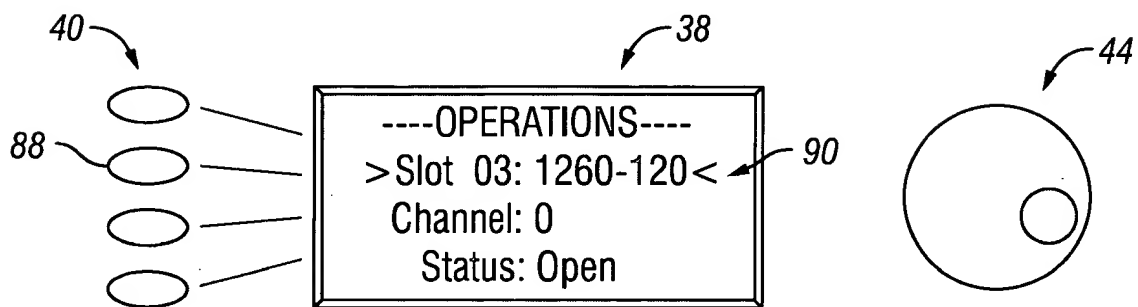 40
38
44
----OPERATIONS----
88
>Slot 03: 1260-120<
90
Channel: 0
Status: Open